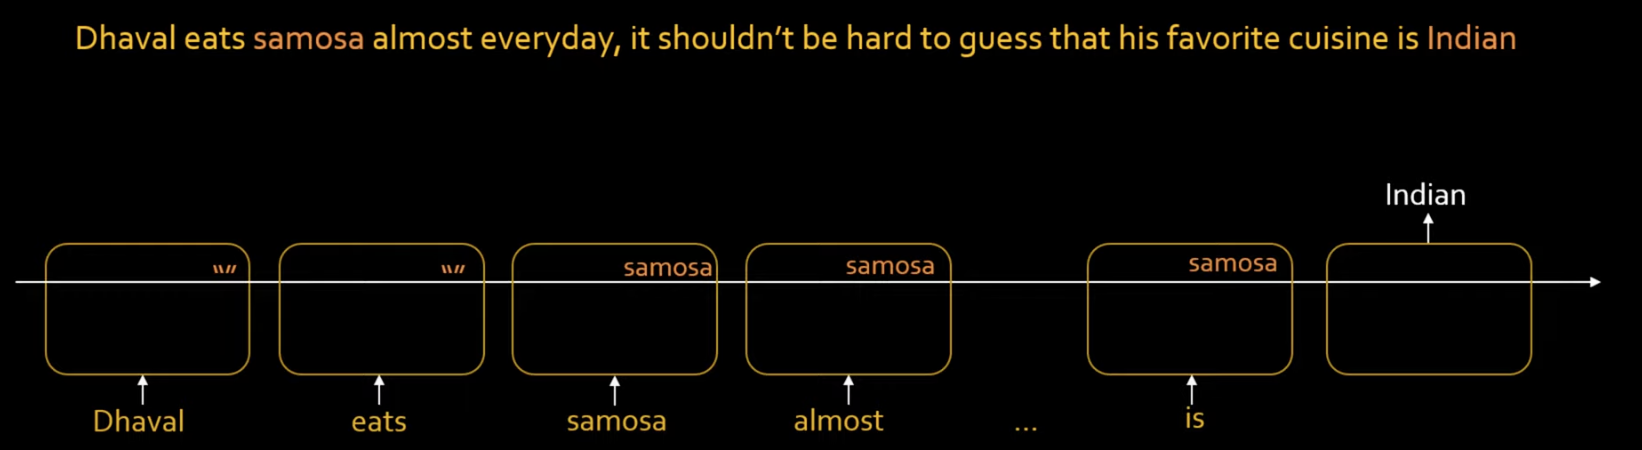 Dhaval eats samosa almost everyday, it shouldn't be hard to guess that his favorite cuisine is Indian
Indian
"" "" samosa samosa samosa
Dhaval eats samosa almost ... is